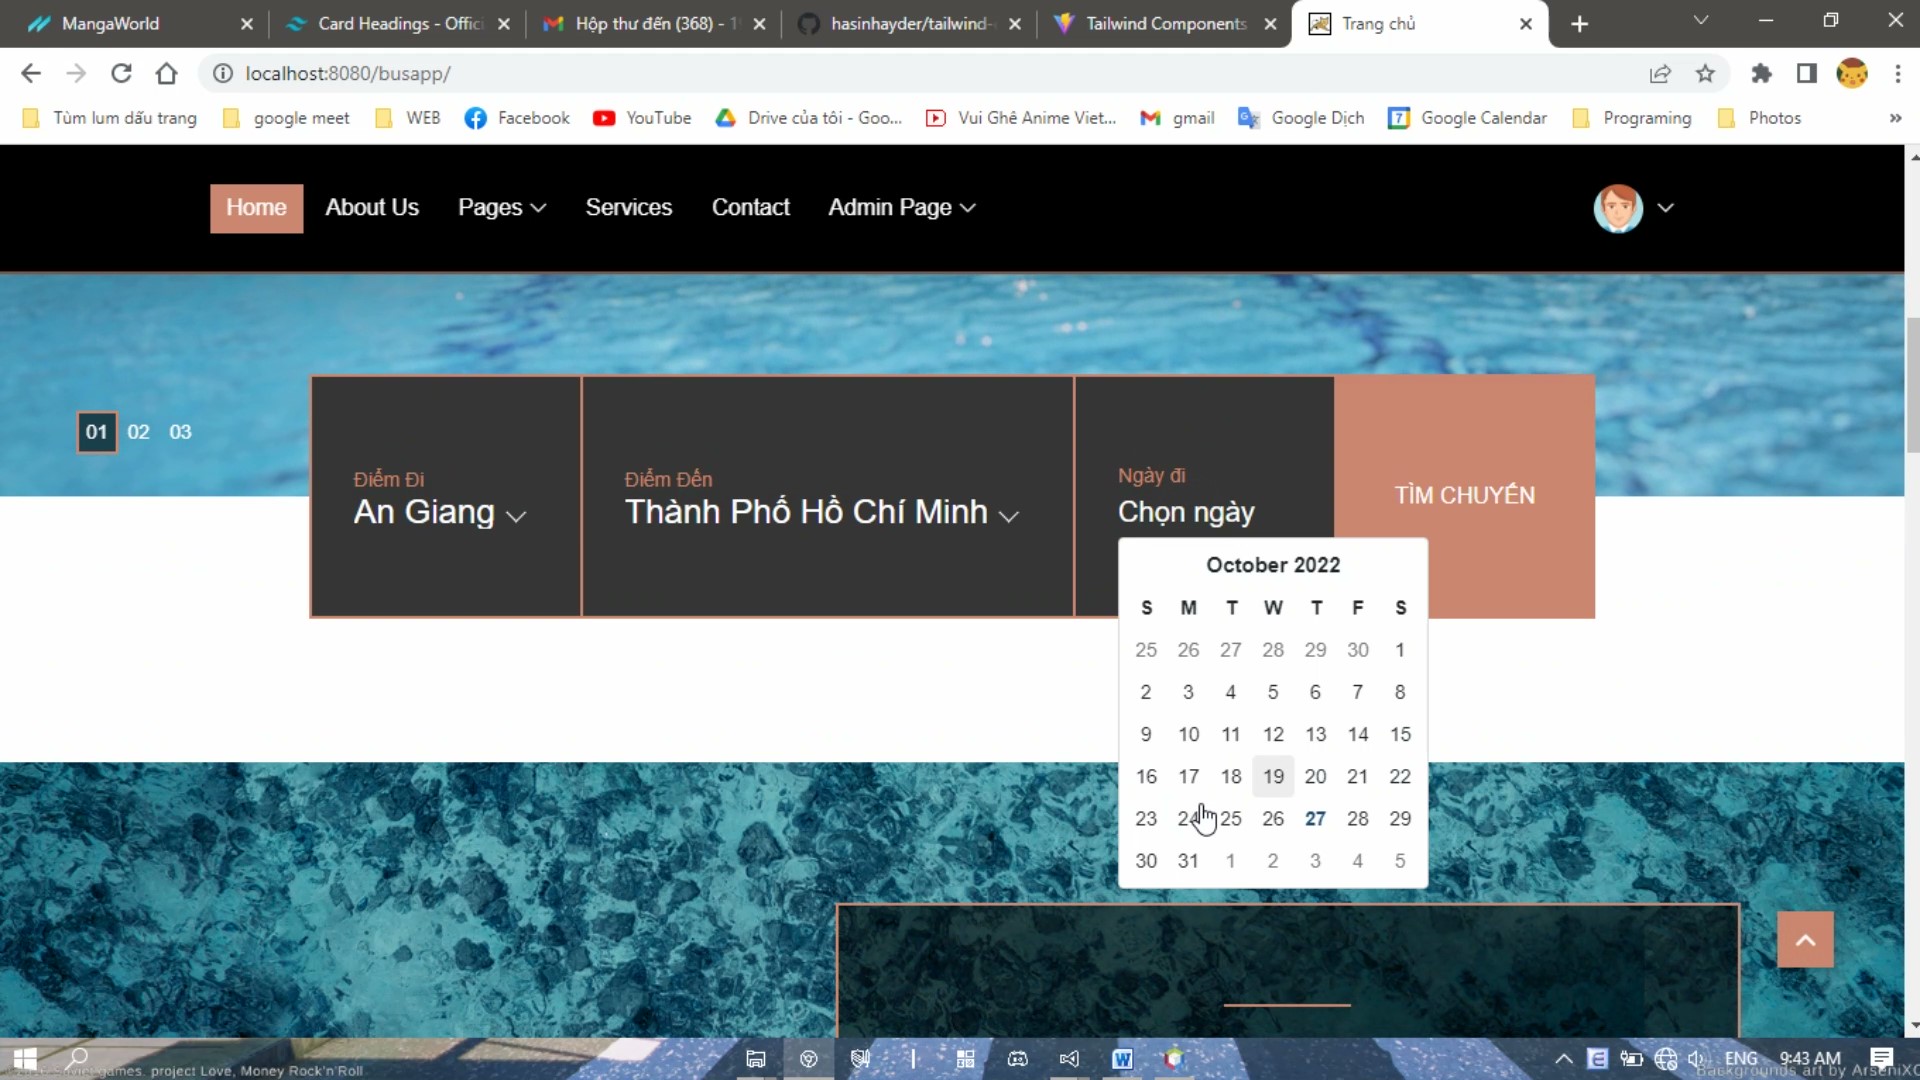 MangaWorld
Card Headings - Offici
Hộp thư đến (368) - 1
hasinhayder/tailwind-
Tailwind Components
Trang chủ
localhost:8080/busapp/
Tùm lum dấu trang
google meet
WEB
Facebook
YouTube
Drive của tôi - Goo...
Vui Ghê Anime Viet...
gmail
Google Dịch
7
Google Calendar
Programing
Photos
»
Home
About Us
Pages
Services
Contact
Admin Page
01 02 03
Điểm Đi
An Giang
Điểm Đến
Thành Phố Hồ Chí Minh
Ngày đi
Chọn ngày
TÌM CHUYẾN
October 2022
S M T W T F S
25 26 27 28 29 30 1
2 3 4 5 6 7 8
9 10 11 12 13 14 15
16 17 18 19 20 21 22
23 24 25 26 27 28 29
30 31 1 2 3 4 5
ENG
9:43 AM
games. project Love, Money Rock'n'Roll
Backgrounds art by ArseniXC